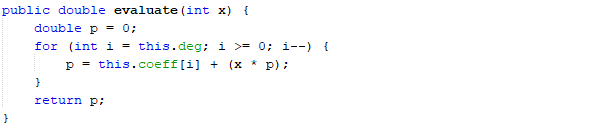 public double evaluate(int x) {
    double p = 0;
    for (int i = this.deg; i >= 0; i--) {
        p = this.coeff[i] + (x * p);
    }
    return p;
}